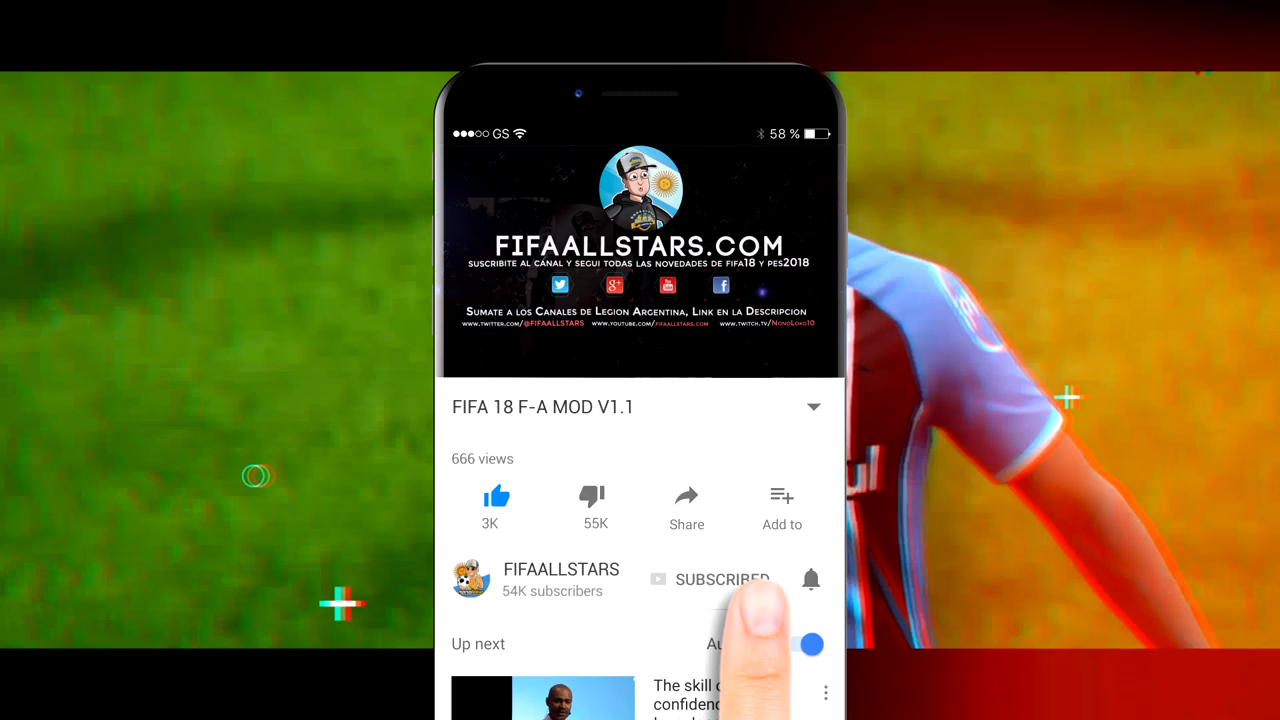 GS
58 %
FIFAALLSTARS.COM
SUSCRIBITE AL CANAL Y SEGUI TODAS LAS NOVEDADES DE FIFA18 Y PES2018
SUMATE A LOS CANALES DE LEGION ARGENTINA, LINK EN LA DESCRIPCION
WWW.TWITTER.COM/@FIFAALLSTARS WWW.YOUTUBE.COM/FIFAALLSTARS.COM WWW.TWITCH.TV/NONOLOKO10
FIFA 18 F-A MOD V1.1
666 views
3K
55K
Share
Add to
FIFAALLSTARS
SUBSCRIBED
54K subscribers
Up next
The skill